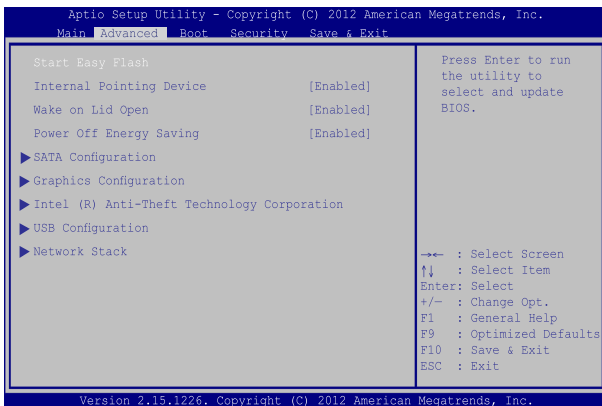 Aptio Setup Utility - Copyright (C) 2012 American Megatrends, Inc.
Main Advanced Boot Security Save & Exit
Start Easy Flash
Internal Pointing Device [Enabled]
Wake on Lid Open [Enabled]
Power Off Energy Saving [Enabled]
SATA Configuration
Graphics Configuration
Intel (R) Anti-Theft Technology Corporation
USB Configuration
Network Stack
Press Enter to run
the utility to
select and update
BIOS.
→← : Select Screen
↑↓ : Select Item
Enter: Select
+/— : Change Opt.
F1 : General Help
F9 : Optimized Defaults
F10 : Save & Exit
ESC : Exit
Version 2.15.1226. Copyright (C) 2012 American Megatrends, Inc.